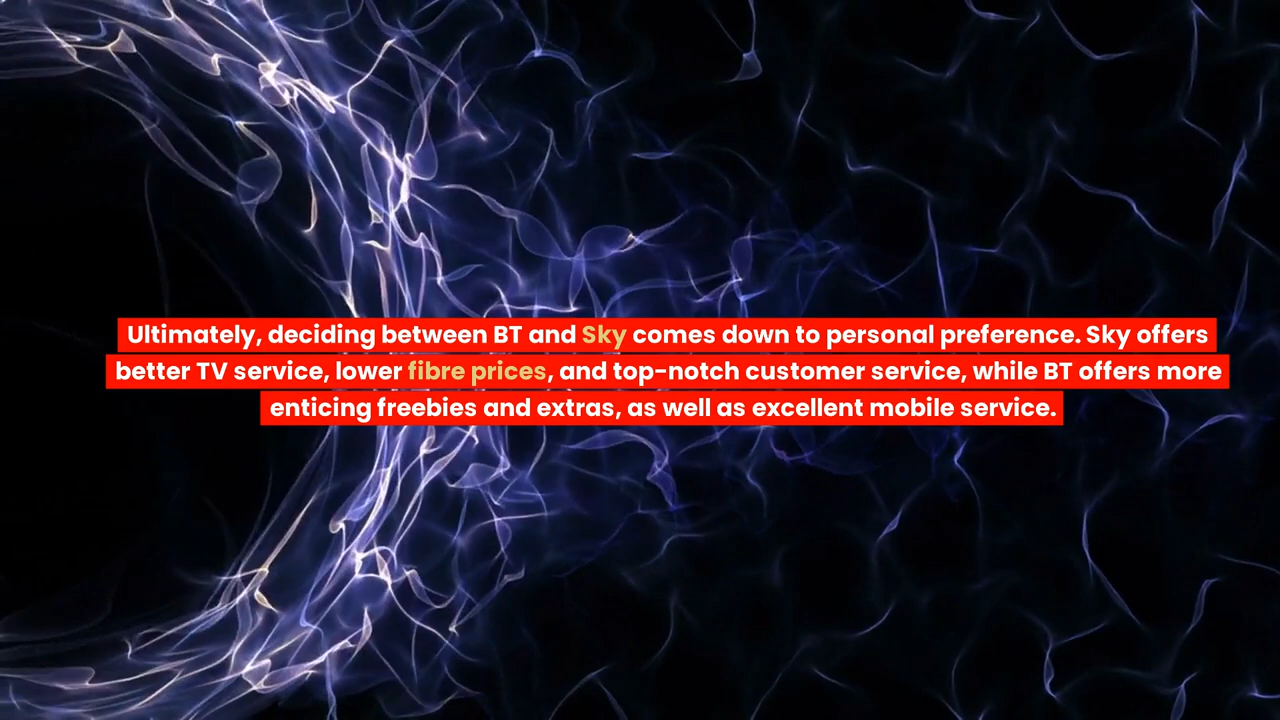 Ultimately, deciding between BT and Sky comes down to personal preference. Sky offers
better TV service, lower fibre prices, and top-notch customer service, while BT offers more
enticing freebies and extras, as well as excellent mobile service.